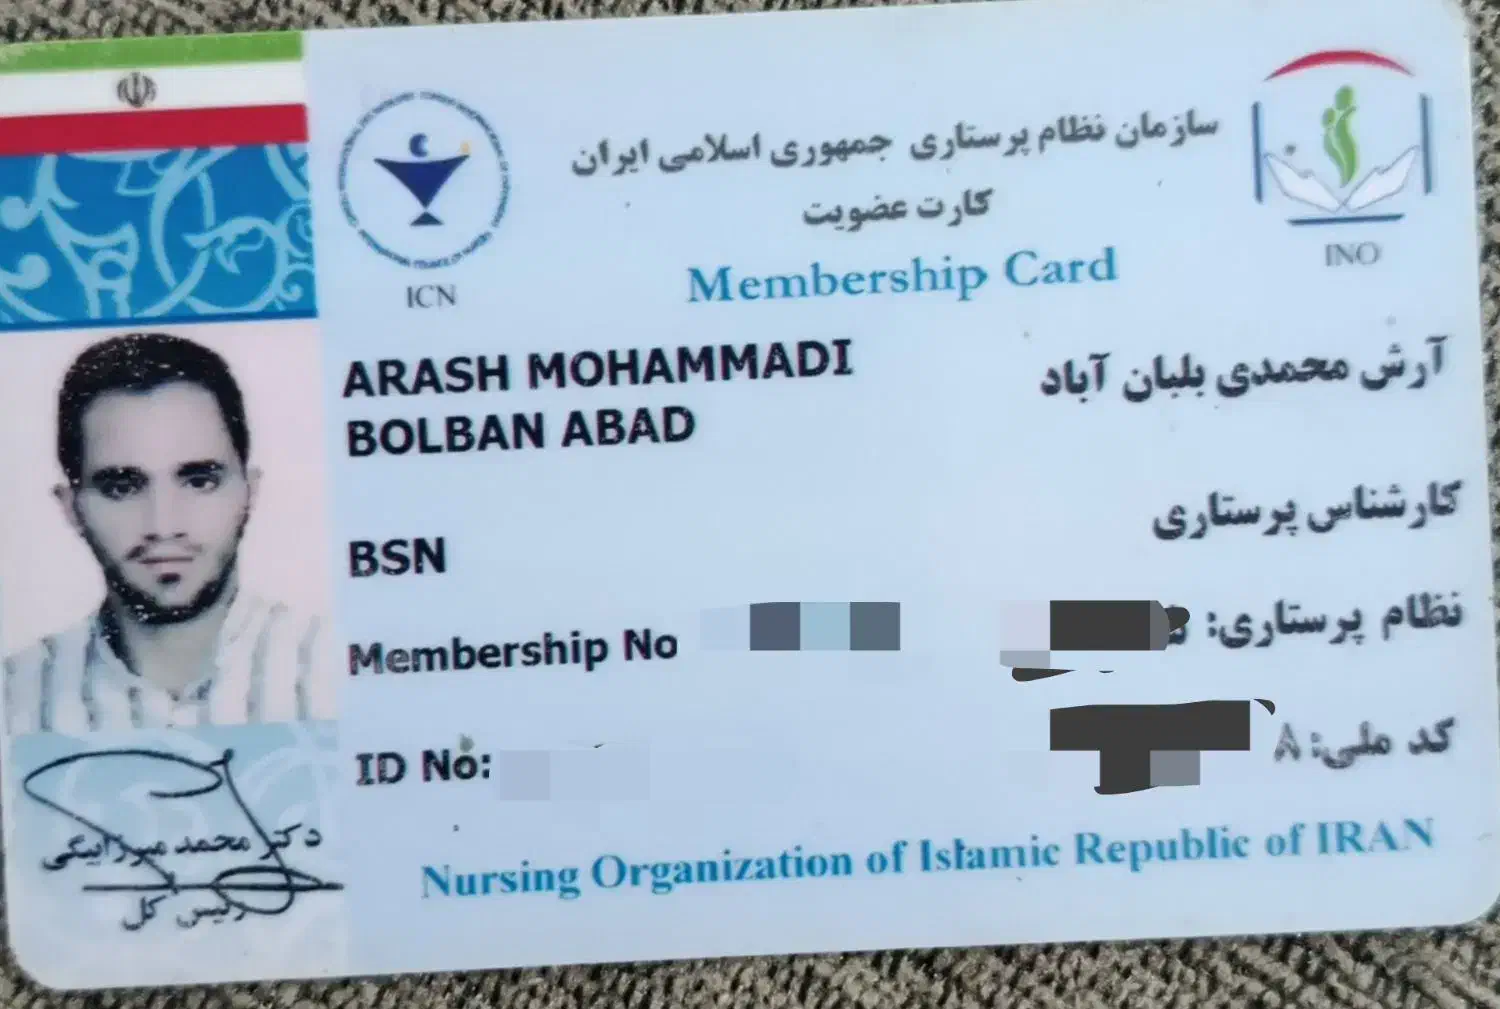 سازمان نظام پرستاری جمهوری اسلامی ایران
کارت عضویت
Membership Card
ICN
INO
ARASH MOHAMMADI
BOLBAN ABAD
آرش محمدی بلبان آباد
BSN
کارشناس پرستاری
Membership No
نظام پرستاری:
ID No:
کد ملی: ۸
دکتر محمد میرزابیگی
رئیس کل
Nursing Organization of Islamic Republic of IRAN